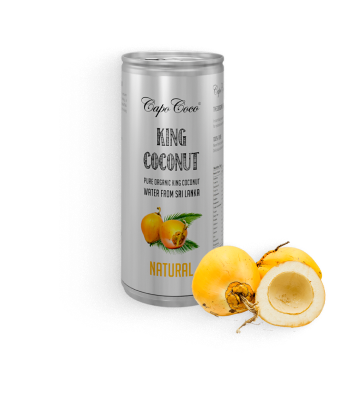 Capo Coco®
KING
COCONUT
PURE ORGANIC KING COCONUT
WATER FROM SRI LANKA
NATURAL